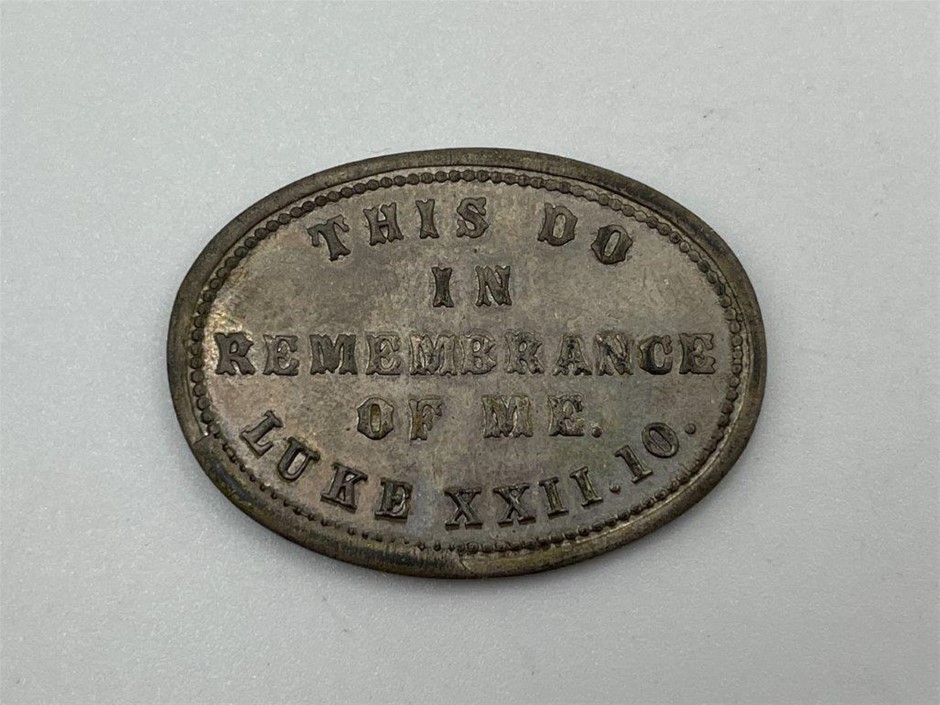 THIS DO
IN
REMEMBRANCE
OF ME.
LUKE XXII.10.